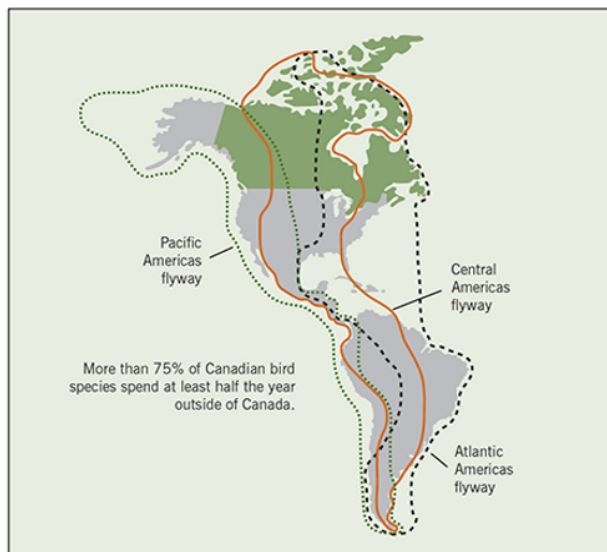 Pacific
Americas
flyway
Central
Americas
flyway
More than 75% of Canadian bird
species spend at least half the year
outside of Canada.
Atlantic
Americas
flyway